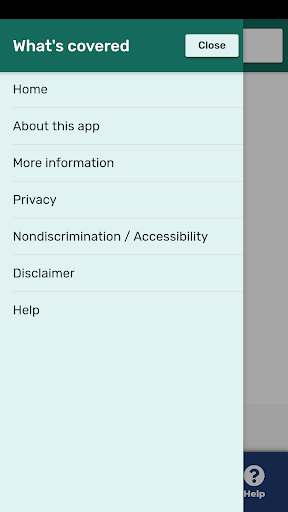 What's covered
Close
Home
About this app
More information
Privacy
Nondiscrimination / Accessibility
Disclaimer
Help
Help